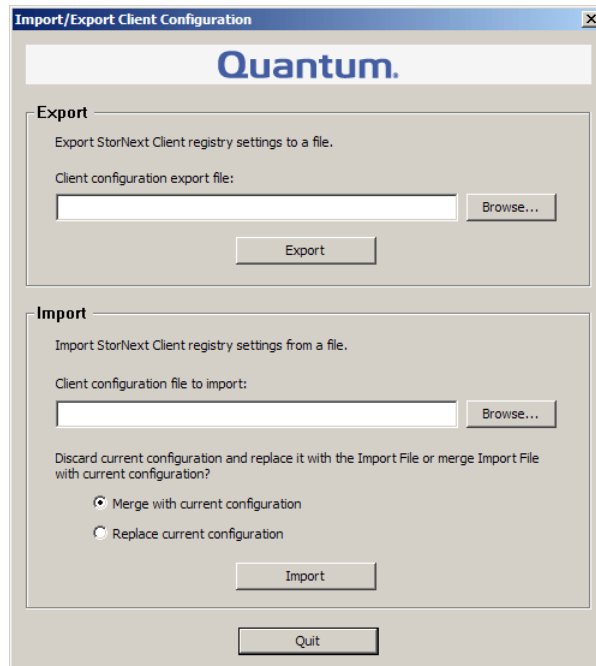 Import/Export Client Configuration
Quantum.
Export
Export StorNext Client registry settings to a file.
Client configuration export file:
Browse...
Export
Import
Import StorNext Client registry settings from a file.
Client configuration file to import:
Browse...
Discard current configuration and replace it with the Import File or merge Import File
with current configuration?
Merge with current configuration
Replace current configuration
Import
Quit